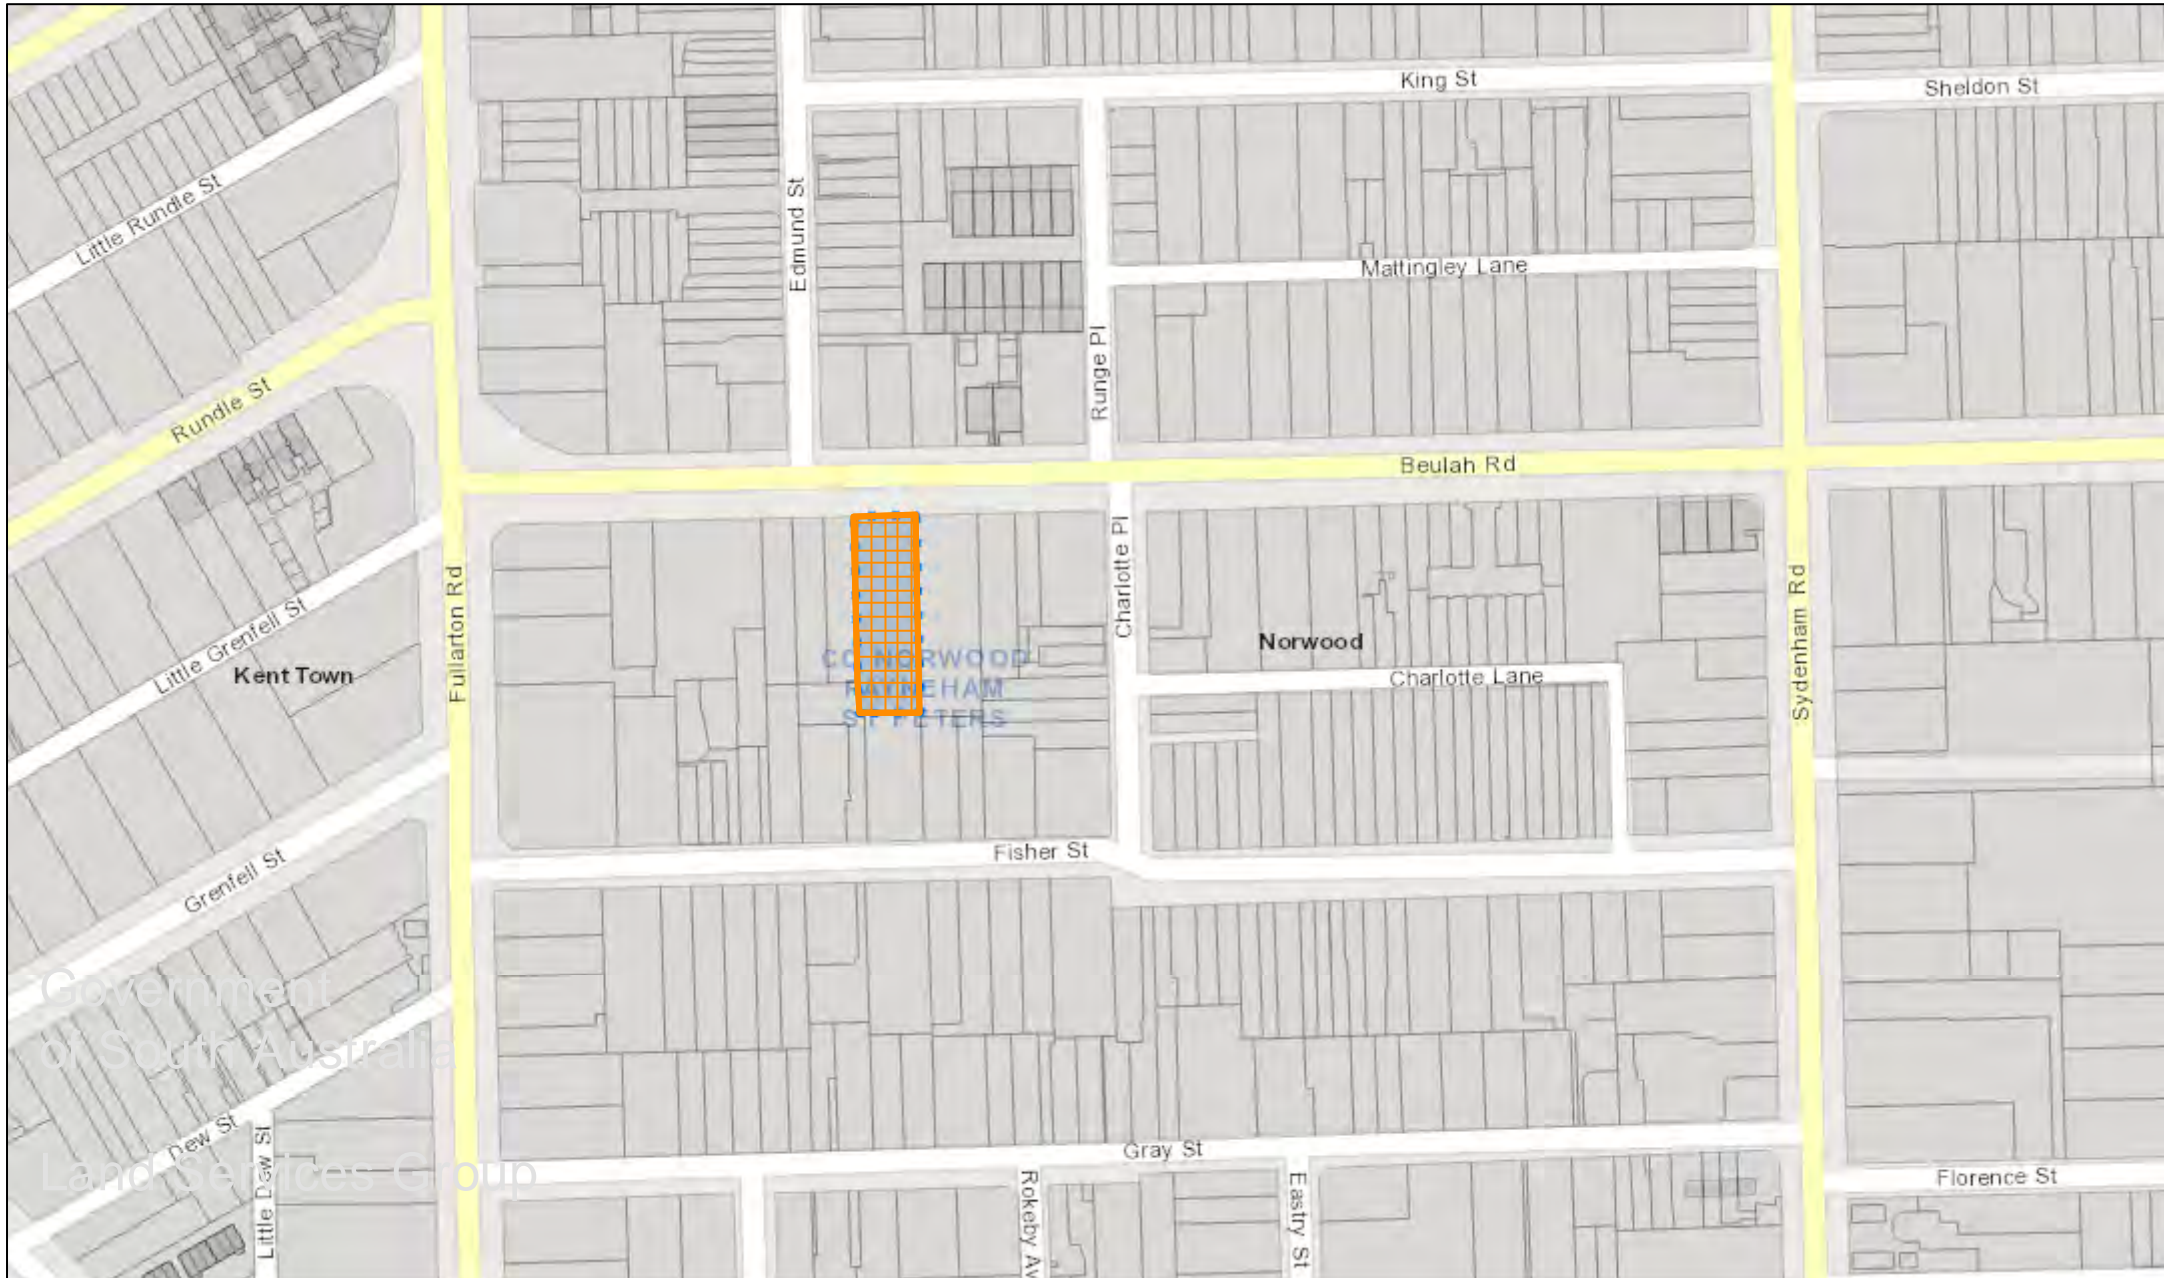 King St
Sheldon St
Little Rundle St
Edmund St
Mattingley Lane
Runge Pl
Rundle St
Beulah Rd
Charlotte Pl
Fullarton Rd
Sydenham Rd
Little Grenfell St
Norwood
CC NORWOOD
PAYNEHAM
ST PETERS
Kent Town
Charlotte Lane
Fisher St
Grenfell St
Government
of South Australia
Dew St
Little Dew St
Gray St
Land Services Group
Rokeby Av
Eastry St
Florence St